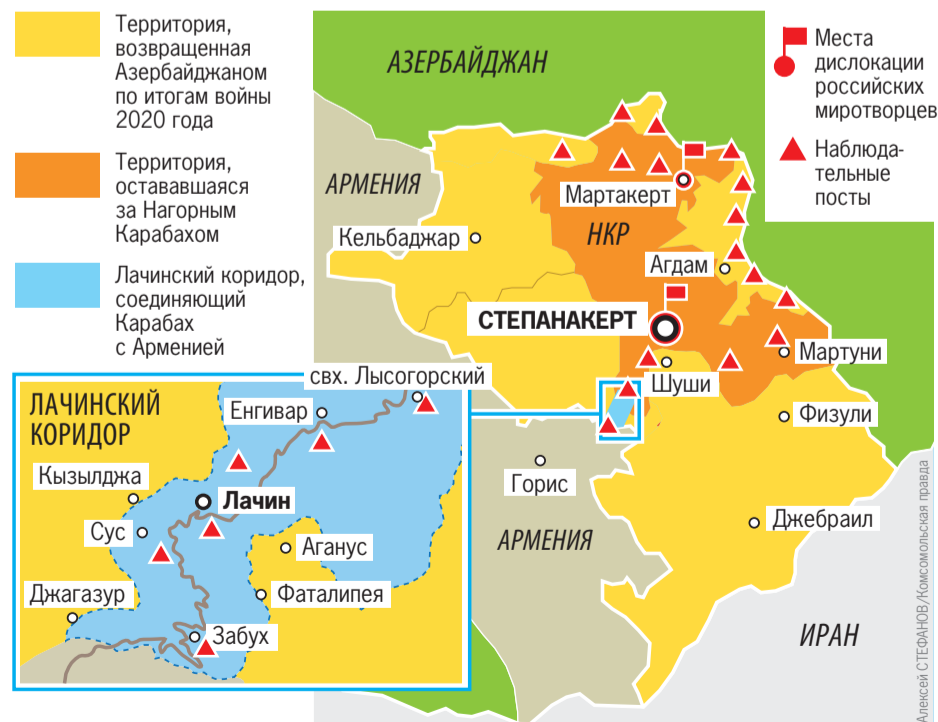 Территория,
возвращенная
Азербайджаном
по итогам войны
2020 года
Территория,
остававшаяся
за Нагорным
Карабахом
Лачинский коридор,
соединяющий
Карабах
с Арменией
Места
дислокации
российских
миротворцев
Наблюда-
тельные
посты
АЗЕРБАЙДЖАН
АРМЕНИЯ
Мартакерт
Кельбаджар
НКР
Агдам
СТЕПАНАКЕРТ
Мартуни
Шуши
Физули
Горис
Джебраил
АРМЕНИЯ
ИРАН
свх. Лысогорский
ЛАЧИНСКИЙ
КОРИДОР
Енгивар
Кызылджа
Лачин
Сус
Аганус
Джагазур
Фаталипея
Забух
Алексей СТЕФАНОВ/Комсомольская правда